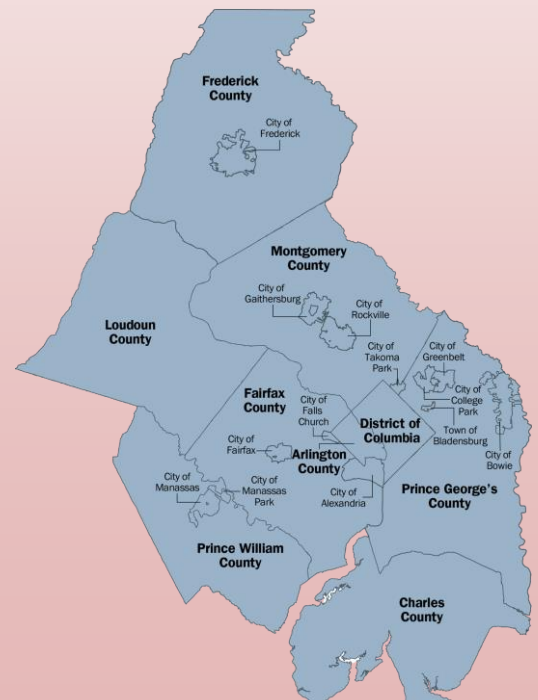 Frederick
County
City of
Frederick
Montgomery
County
City of
Gaithersburg
City of
Rockville
Loudoun
County
City of
Takoma
Park
City of
Greenbelt
City of
College
Park
Fairfax
County
City of
Falls
Church
District of
Columbia
Town of
Bladensburg
City of
Fairfax
Arlington
County
City of
Bowie
City of
Manassas
City of
Manassas
Park
City of
Alexandria
Prince George's
County
Prince William
County
Charles
County